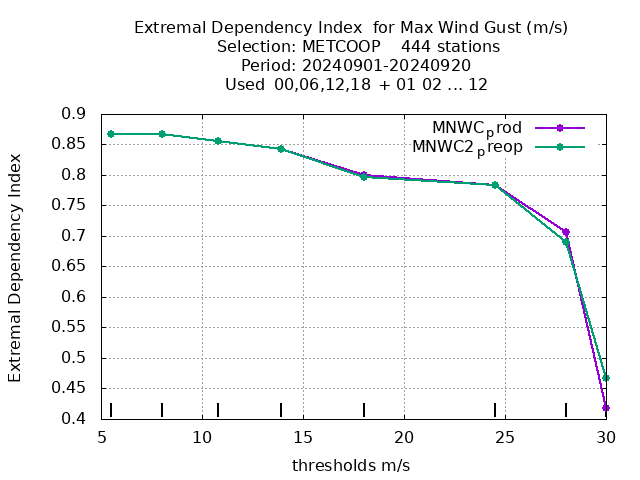 Extremal Dependency Index  for Max Wind Gust (m/s)
Selection: METCOOP    444 stations
Period: 20240901-20240920
Used  00,06,12,18  + 01 02 ... 12
MNWCprod
MNWC2preop
0.9
0.85
0.8
0.75
0.7
0.65
0.6
0.55
0.5
0.45
0.4
Extremal Dependency Index
5 10 15 20 25 30
thresholds m/s